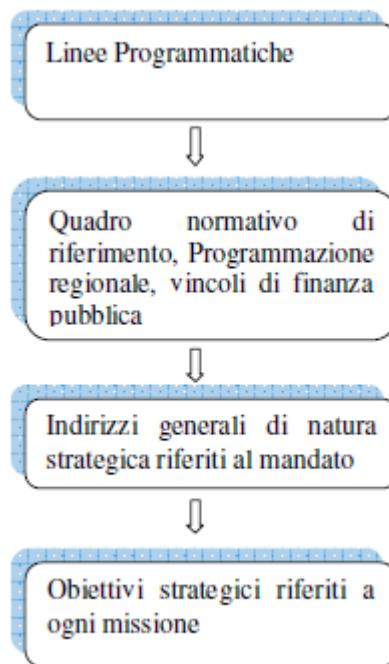 Linee Programmatiche
Quadro normativo di
riferimento, Programmazione
regionale, vincoli di finanza
pubblica
Indirizzi generali di natura
strategica riferiti al mandato
Obiettivi strategici riferiti a
ogni missione